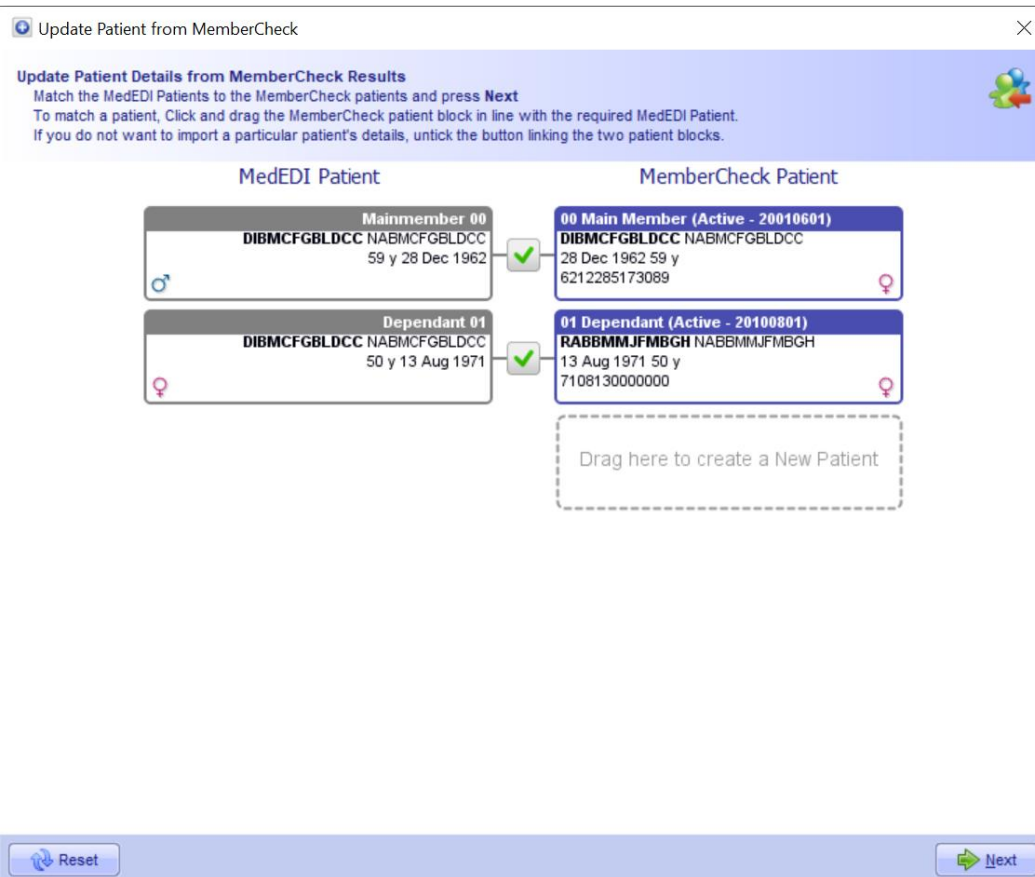 Update Patient from MemberCheck
Update Patient Details from MemberCheck Results
Match the MedEDI Patients to the MemberCheck patients and press Next
To match a patient, Click and drag the MemberCheck patient block in line with the required MedEDI Patient.
If you do not want to import a particular patient's details, untick the button linking the two patient blocks.
MedEDI Patient
MemberCheck Patient
Mainmember 00
DIBMCFGBLDCC NABMCFGBLDCC
59 y 28 Dec 1962
00 Main Member (Active - 20010601)
DIBMCFGBLDCC NABMCFGBLDCC
28 Dec 1962 59 y
6212285173089
Dependant 01
DIBMCFGBLDCC NABMCFGBLDCC
50 y 13 Aug 1971
01 Dependant (Active - 20100801)
RABBMMJFMBGH NABBMMJFMBGH
13 Aug 1971 50 y
7108130000000
Drag here to create a New Patient
Reset
Next